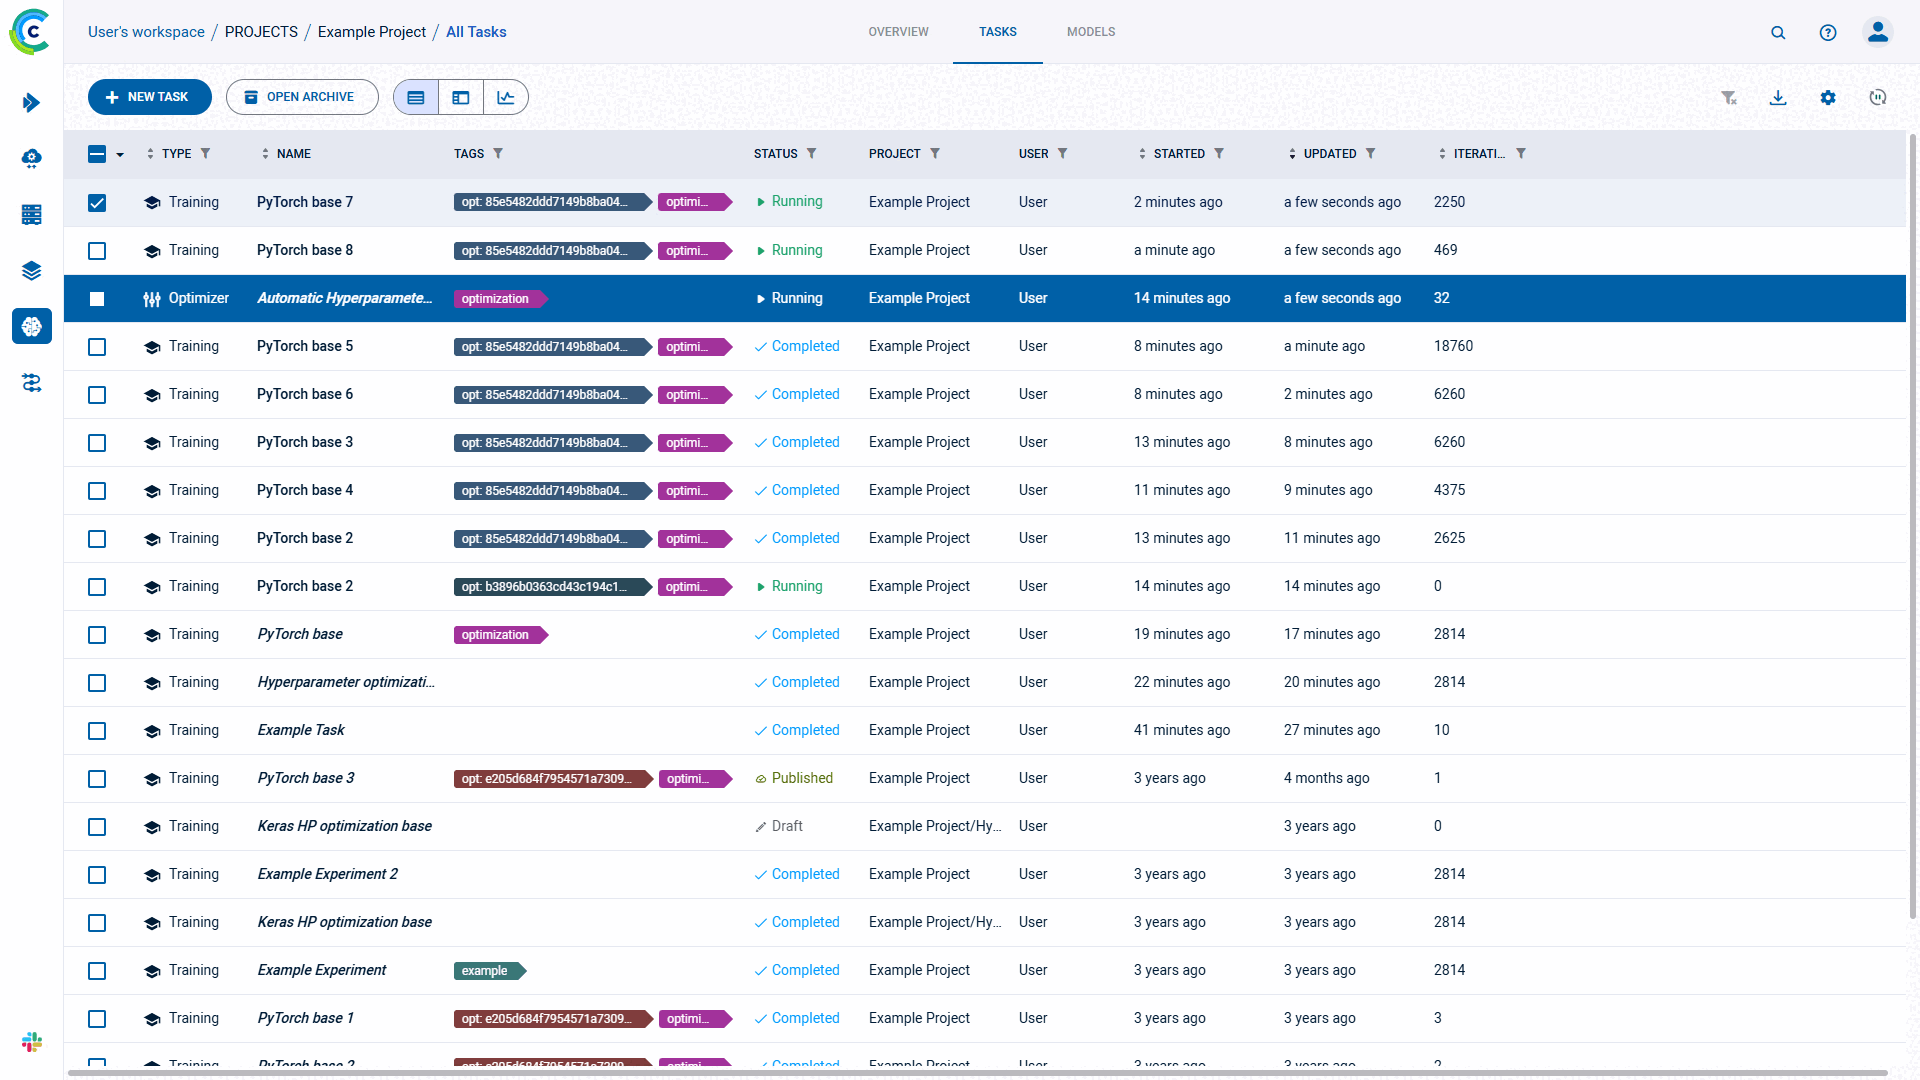 User's workspace / PROJECTS / Example Project / All Tasks
OVERVIEW TASKS MODELS
NEW TASK OPEN ARCHIVE
TYPE NAME TAGS STATUS PROJECT USER STARTED UPDATED ITERATI...
Training PyTorch base 7 opt: 85e5482ddd7149b8ba04... optimi... Running Example Project User 2 minutes ago a few seconds ago 2250
Training PyTorch base 8 opt: 85e5482ddd7149b8ba04... optimi... Running Example Project User a minute ago a few seconds ago 469
Optimizer Automatic Hyperparamete... optimization Running Example Project User 14 minutes ago a few seconds ago 32
Training PyTorch base 5 opt: 85e5482ddd7149b8ba04... optimi... Completed Example Project User 8 minutes ago a minute ago 18760
Training PyTorch base 6 opt: 85e5482ddd7149b8ba04... optimi... Completed Example Project User 8 minutes ago 2 minutes ago 6260
Training PyTorch base 3 opt: 85e5482ddd7149b8ba04... optimi... Completed Example Project User 13 minutes ago 8 minutes ago 6260
Training PyTorch base 4 opt: 85e5482ddd7149b8ba04... optimi... Completed Example Project User 11 minutes ago 9 minutes ago 4375
Training PyTorch base 2 opt: 85e5482ddd7149b8ba04... optimi... Completed Example Project User 13 minutes ago 11 minutes ago 2625
Training PyTorch base 2 opt: b3896b0363cd43c194c1... optimi... Running Example Project User 14 minutes ago 14 minutes ago 0
Training PyTorch base optimization Completed Example Project User 19 minutes ago 17 minutes ago 2814
Training Hyperparameter optimizati... Completed Example Project User 22 minutes ago 20 minutes ago 2814
Training Example Task Completed Example Project User 41 minutes ago 27 minutes ago 10
Training PyTorch base 3 opt: e205d684f7954571a7309... optimi... Published Example Project User 3 years ago 4 months ago 1
Training Keras HP optimization base Draft Example Project/Hy... User 3 years ago 0
Training Example Experiment 2 Completed Example Project User 3 years ago 3 years ago 2814
Training Keras HP optimization base Completed Example Project/Hy... User 3 years ago 3 years ago 2814
Training Example Experiment example Completed Example Project User 3 years ago 3 years ago 2814
Training PyTorch base 1 opt: e205d684f7954571a7309... optimi... Completed Example Project User 3 years ago 3 years ago 3
Training PyTorch base 2 opt: e205d684f7954571a7309... optimi... Completed Example Project User 3 years ago 3 years ago 2